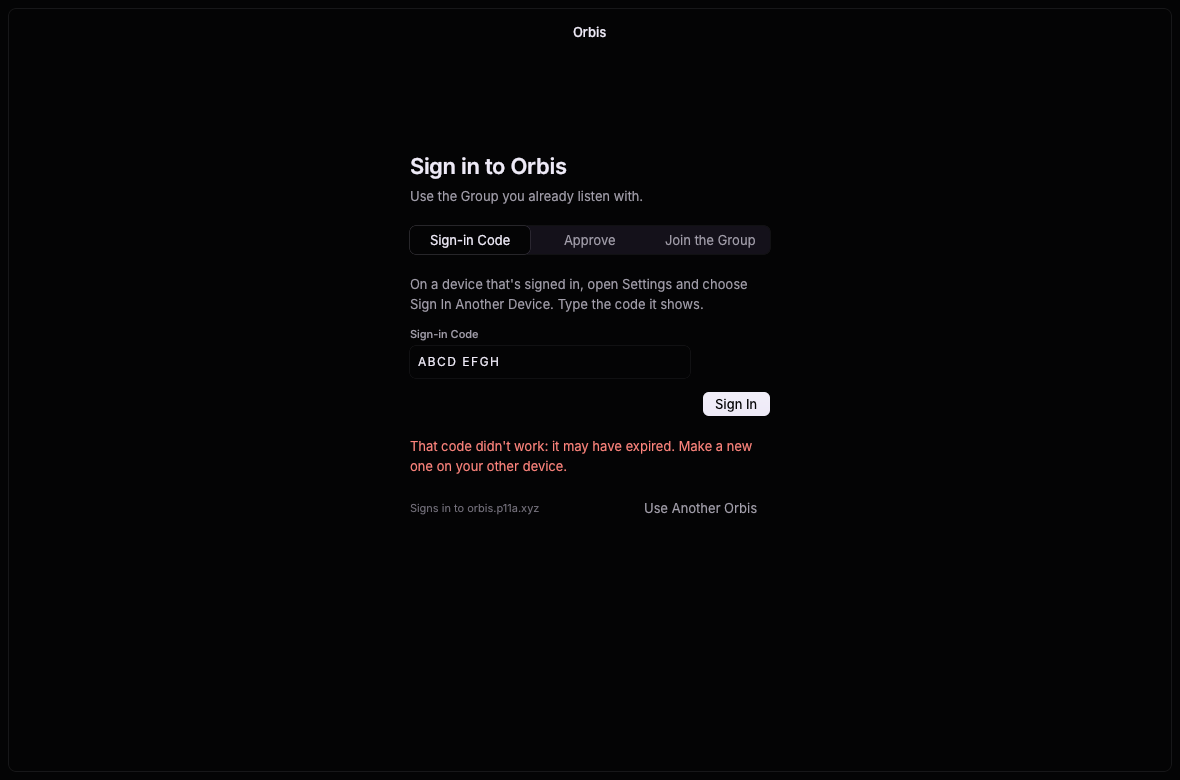 Orbis
Sign in to Orbis
Use the Group you already listen with.
Sign-in Code
Approve
Join the Group
On a device that's signed in, open Settings and choose
Sign In Another Device. Type the code it shows.
Sign-in Code
ABCD EFGH
Sign In
That code didn't work: it may have expired. Make a new
one on your other device.
Signs in to orbis.p11a.xyz
Use Another Orbis